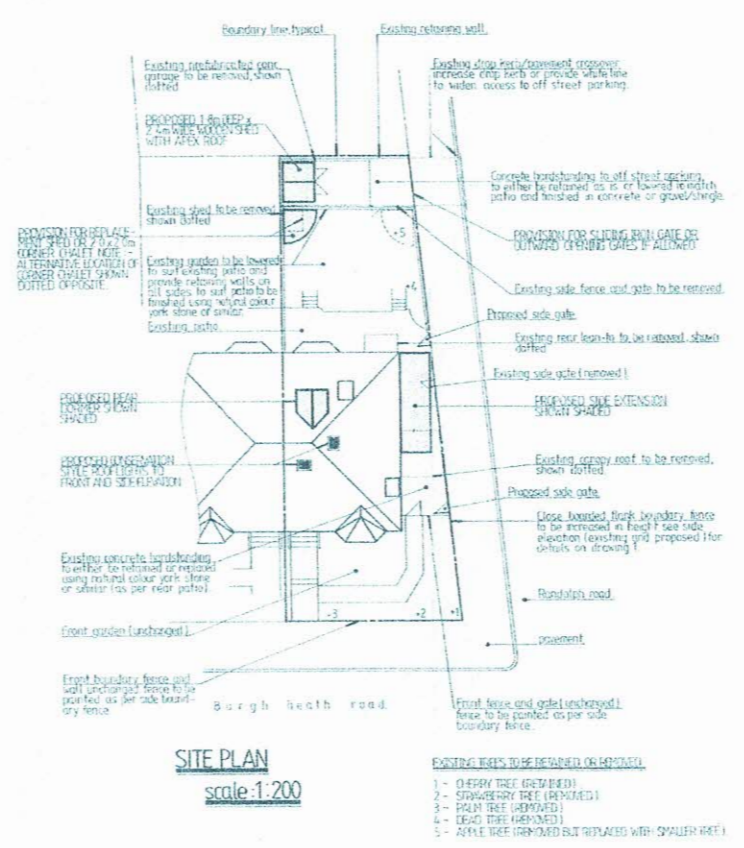 Boundary line, typical
Existing retaining wall.
Existing prefabricated conc.
garage to be removed, shown
dotted
Existing drop kerb/pavement crossover
increase drop kerb or provide white line
to widen access to off street parking.
PROPOSED 1.8m DEEP x
2.4m WIDE WOODEN SHED
WITH APEX ROOF
Concrete hardstanding to off street parking
to either be retained as is or lowered to match
patio and finished in concrete or gravel/shingle.
Existing shed to be removed
shown dotted
PROVISION FOR REPLACE-
MENT SHED OR 2.0 x 2.0m
CORNER CHALET NOTE :-
ALTERNATIVE LOCATION OF
CORNER CHALET SHOWN
DOTTED OPPOSITE.
PROVISION FOR SLIDING IRON GATE OR
OUTWARD OPENING GATES IF ALLOWED.
Existing garden to be lowered
to suit existing patio and
provide retaining walls on
all sides to suit patio to be
finished using natural colour
york stone or similar.
Existing side fence and gate to be removed.
Existing patio
Proposed side gate.
Existing rear lean-to to be removed, shown
dotted
Existing side gate (removed)
PROPOSED REAR
DORMER SHOWN
SHADED
PROPOSED SIDE EXTENSION
SHOWN SHADED
PROPOSED CONSERVATION
STYLE ROOFLIGHTS TO
FRONT AND SIDE ELEVATION
Existing canopy roof to be removed,
shown dotted.
Proposed side gate
Close boarded flank boundary fence
to be increased in height see side
elevation (existing and proposed) for
details on drawing 1
Existing concrete hardstanding
to either be retained or replaced
using natural colour york stone
or similar (as per rear patio).
Randolph road
Front garden (unchanged)
pavement
Front boundary fence and
wall unchanged fence to be
painted as per side bound-
ary fence.
Burgh heath road.
Front fence and gate (unchanged)
fence to be painted as per side
boundary fence.
+5
+4
+3
+2
+1
SITE PLAN
scale :1:200
EXISTING TREES TO BE RETAINED OR REMOVED.
1 - CHERRY TREE (RETAINED)
2 - STRAWBERRY TREE (REMOVED)
3 - PALM TREE (REMOVED)
4 - DEAD TREE (REMOVED)
5 - APPLE TREE (REMOVED BUT REPLACED WITH SMALLER TREE)